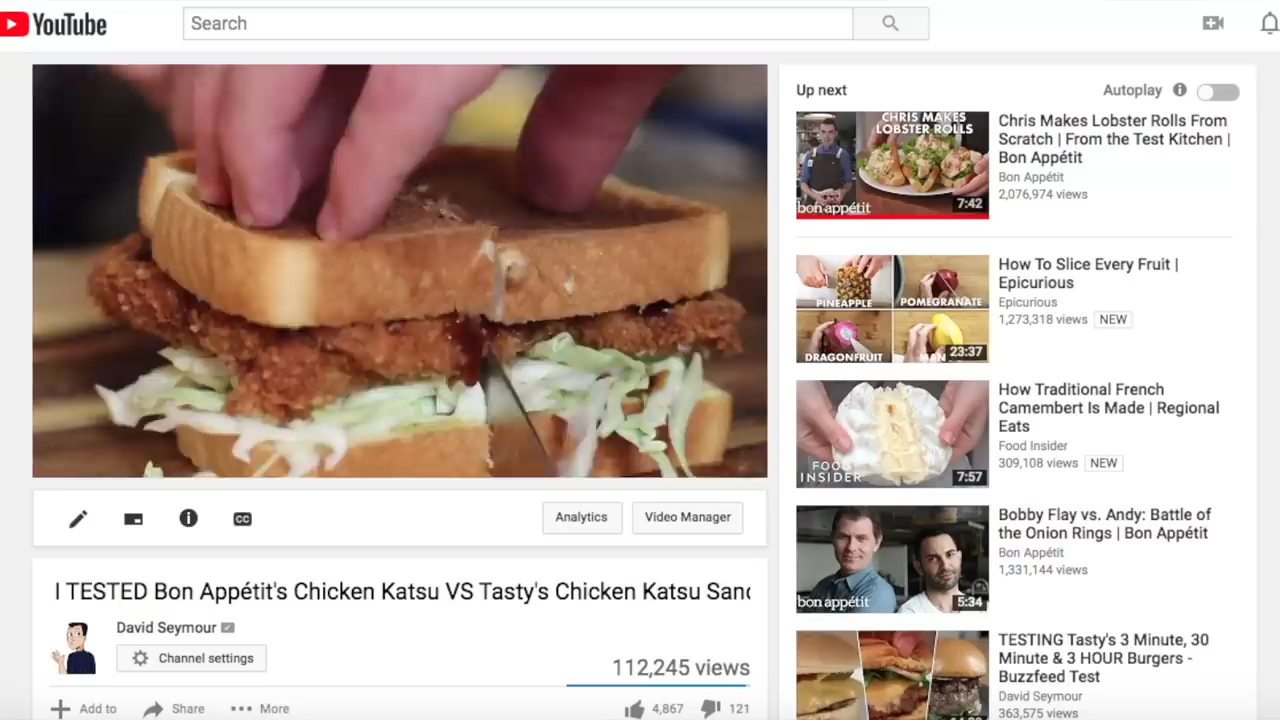 YouTube
Search
Up next
Autoplay
CHRIS MAKES
LOBSTER ROLLS
bon appétit
7:42
Chris Makes Lobster Rolls From
Scratch | From the Test Kitchen |
Bon Appétit
Bon Appétit
2,076,974 views
PINEAPPLE
POMEGRANATE
DRAGONFRUIT
23:37
How To Slice Every Fruit |
Epicurious
Epicurious
1,273,318 views NEW
FOOD
INSIDER
7:57
How Traditional French
Camembert Is Made | Regional
Eats
Food Insider
309,108 views NEW
bon appétit
5:34
Bobby Flay vs. Andy: Battle of
the Onion Rings | Bon Appétit
Bon Appétit
1,331,144 views
TESTING Tasty's 3 Minute, 30
Minute & 3 HOUR Burgers -
Buzzfeed Test
David Seymour
363,575 views
CC
Analytics
Video Manager
I TESTED Bon Appétit's Chicken Katsu VS Tasty's Chicken Katsu
David Seymour
Channel settings
112,245 views
Add to
Share
More
4,867
121